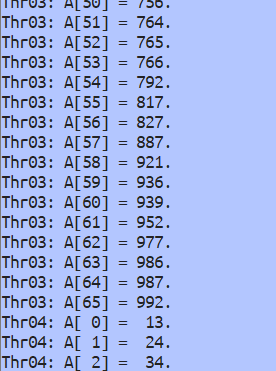 Thr03: A[50] = 756.
Thr03: A[51] = 764.
Thr03: A[52] = 765.
Thr03: A[53] = 766.
Thr03: A[54] = 792.
Thr03: A[55] = 817.
Thr03: A[56] = 827.
Thr03: A[57] = 887.
Thr03: A[58] = 921.
Thr03: A[59] = 936.
Thr03: A[60] = 939.
Thr03: A[61] = 952.
Thr03: A[62] = 977.
Thr03: A[63] = 986.
Thr03: A[64] = 987.
Thr03: A[65] = 992.
Thr04: A[ 0] =  13.
Thr04: A[ 1] =  24.
Thr04: A[ 2] =  34.